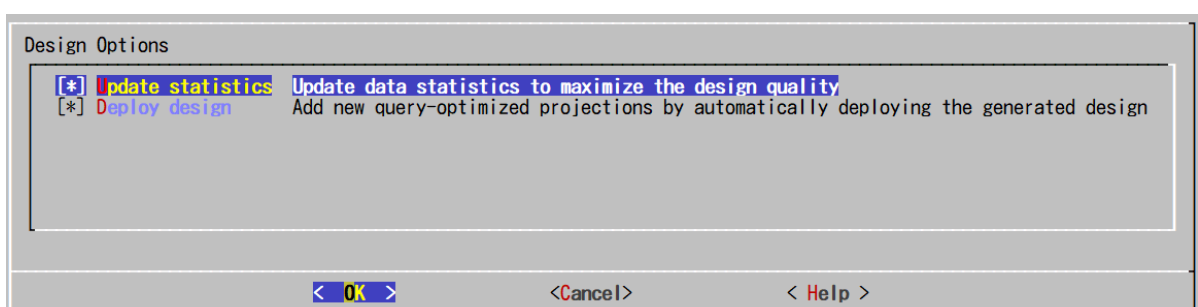 Design Options
[*] Update statistics Update data statistics to maximize the design quality
[*] Deploy design Add new query-optimized projections by automatically deploying the generated design
< OK > <Cancel> < Help >